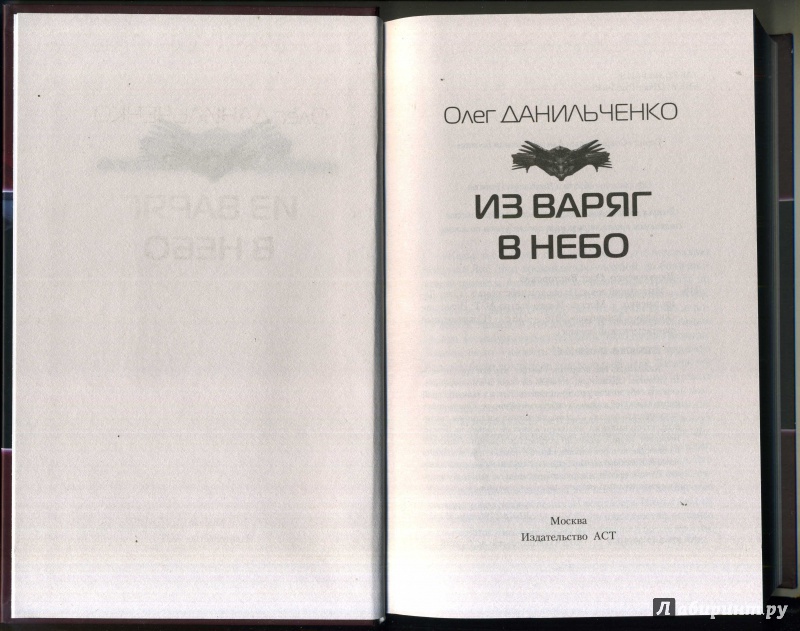 Олег ДАНИЛЬЧЕНКО
ИЗ ВАРЯГ
В НЕБО
Москва
Издательство АСТ
Лабиринт.ру